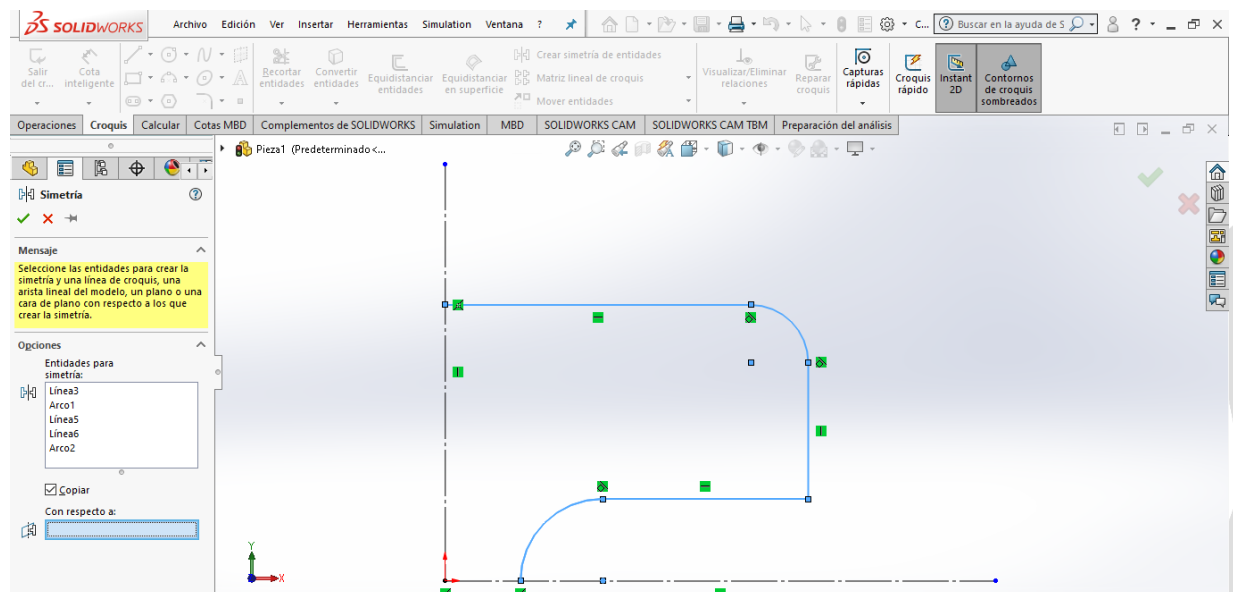 SOLIDWORKS
Archivo Edición Ver Insertar Herramientas Simulation Ventana ?
C...
Buscar en la ayuda de S
?
Salir del cr...
Cota inteligente
Recortar entidades
Convertir entidades
Equidistanciar entidades
Equidistanciar en superficie
Crear simetría de entidades
Matriz lineal de croquis
Mover entidades
Visualizar/Eliminar relaciones
Reparar croquis
Capturas rápidas
Croquis rápido
Instant 2D
Contornos de croquis sombreados
Operaciones Croquis Calcular Cotas MBD Complementos de SOLIDWORKS Simulation MBD SOLIDWORKS CAM SOLIDWORKS CAM TBM Preparación del análisis
Pieza1 (Predeterminado<...
Simetría
Mensaje
Seleccione las entidades para crear la
simetría y una línea de croquis, una
arista lineal del modelo, un plano o una
cara de plano con respecto a los que
crear la simetría.
Opciones
Entidades para
simetría:
Línea3
Arco1
Línea5
Línea6
Arco2
Copiar
Con respecto a:
Y
X